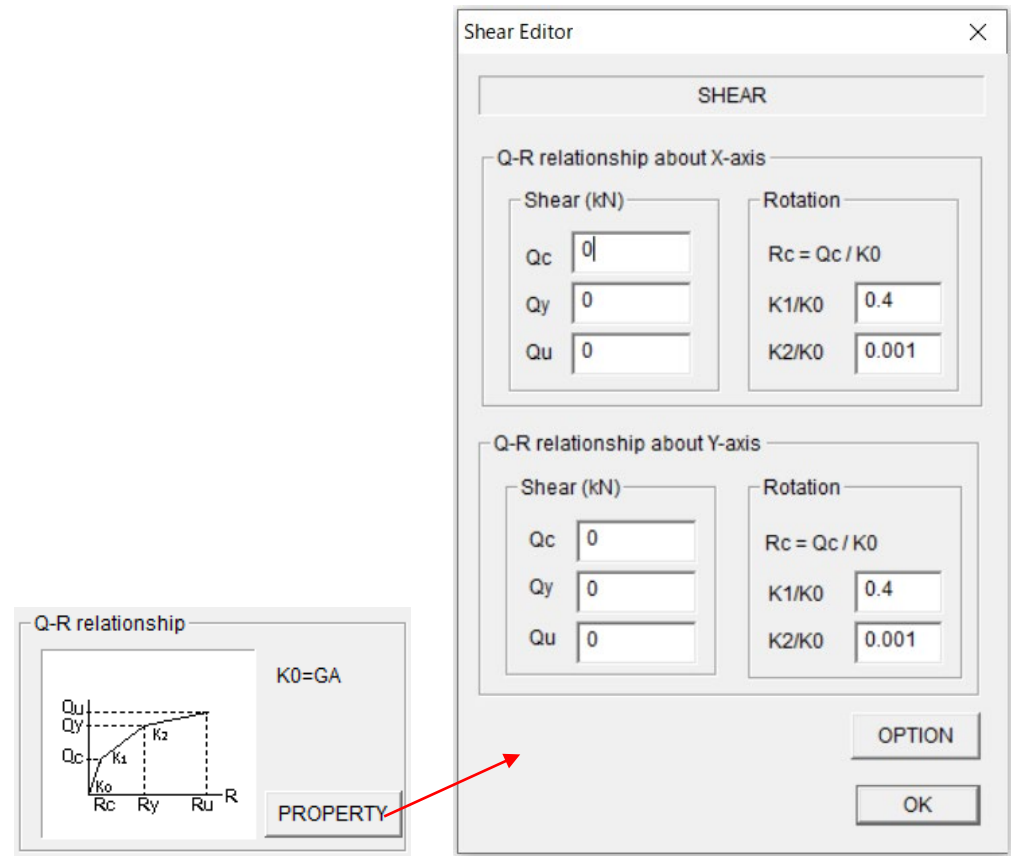 Shear Editor
SHEAR
Q-R relationship about X-axis
Shear (kN)
Qc 0
Qy 0
Qu 0
Rotation
Rc = Qc / K0
K1/K0 0.4
K2/K0 0.001
Q-R relationship about Y-axis
Shear (kN)
Qc 0
Qy 0
Qu 0
Rotation
Rc = Qc / K0
K1/K0 0.4
K2/K0 0.001
OPTION
OK
Q-R relationship
Qu
Qy
Qc
K2
K1
Ko
Rc Ry Ru R
K0=GA
PROPERTY